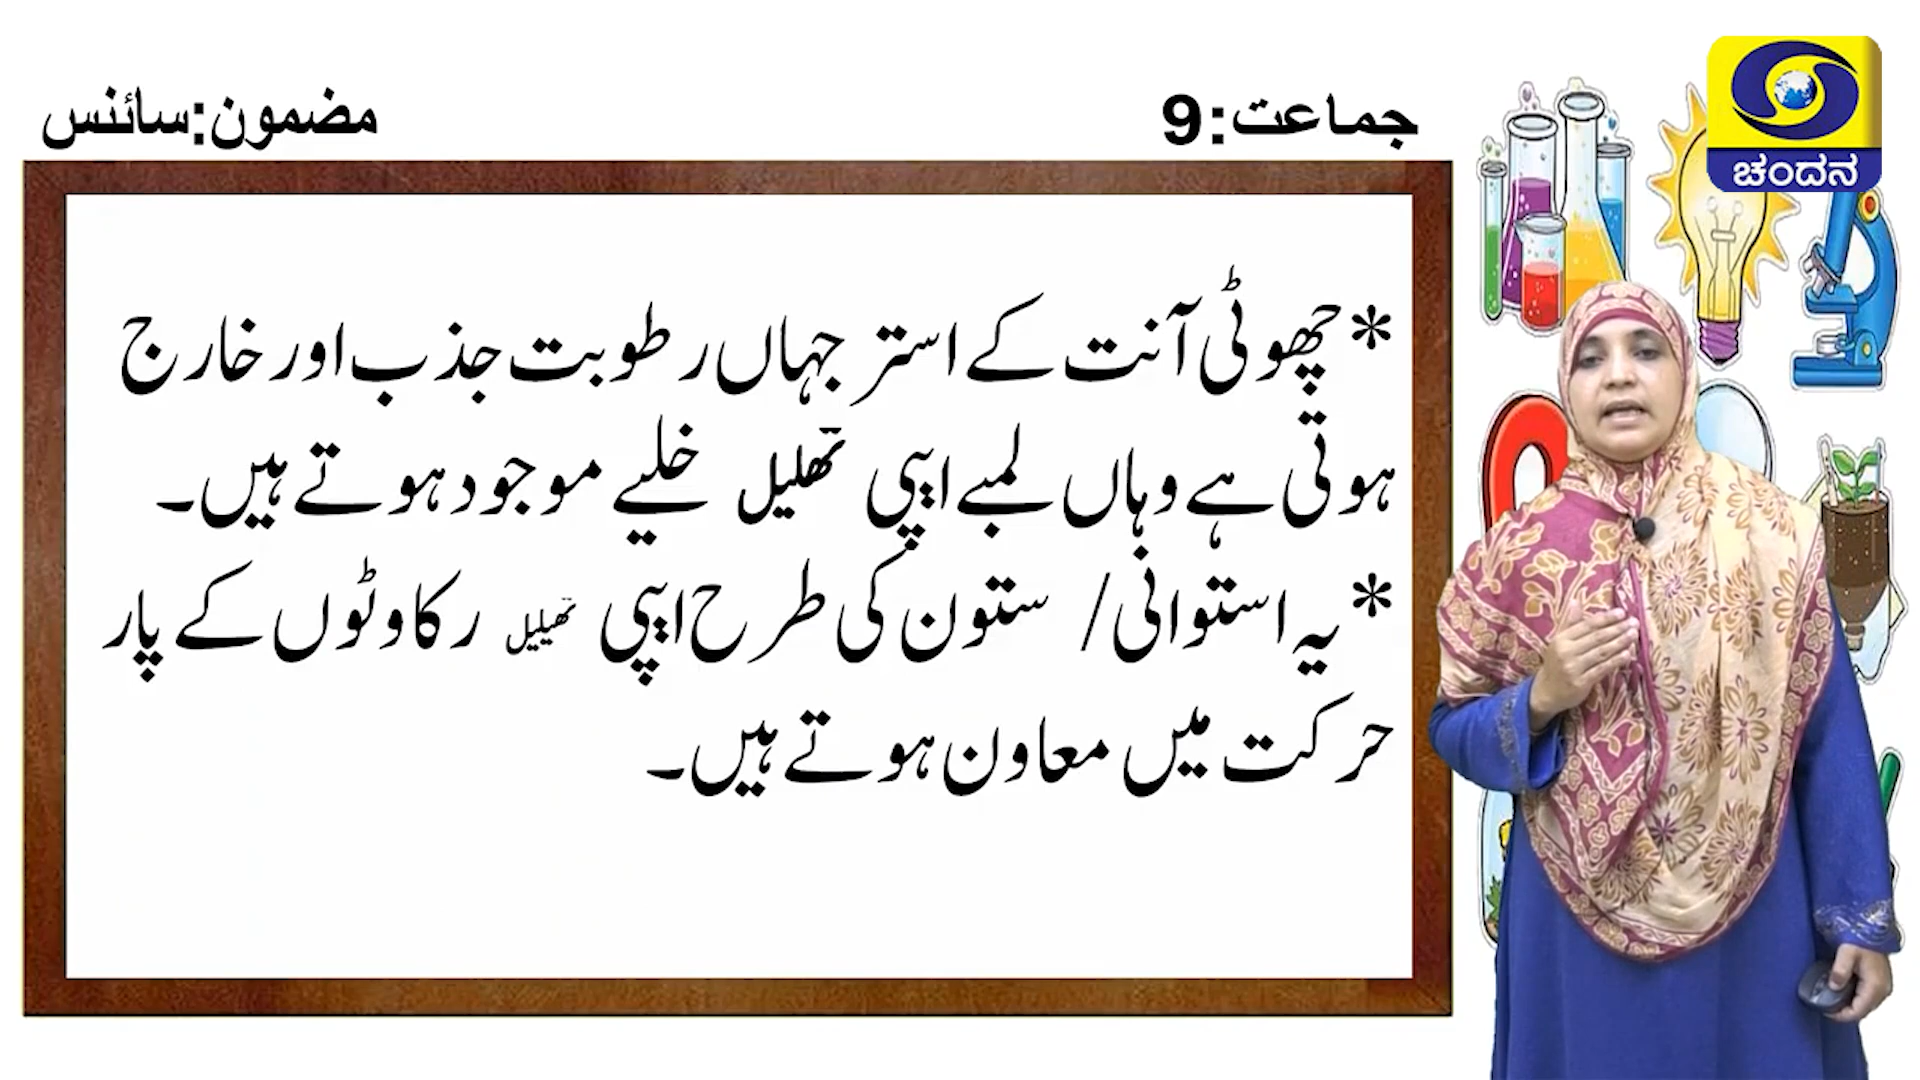 جماعت:9
مضمون:سائنس
ಚಂದನ
*چھوٹی آنت کے استر جہاں رطوبت جذب اور خارج
ہوتی ہے وہاں لمبے ایپی تھیلیل خلیے موجود ہوتے ہیں۔
*یہ استوانی/ ستون کی طرح ایپی تھیلیل رکاوٹوں کے پار
حرکت میں معاون ہوتے ہیں۔